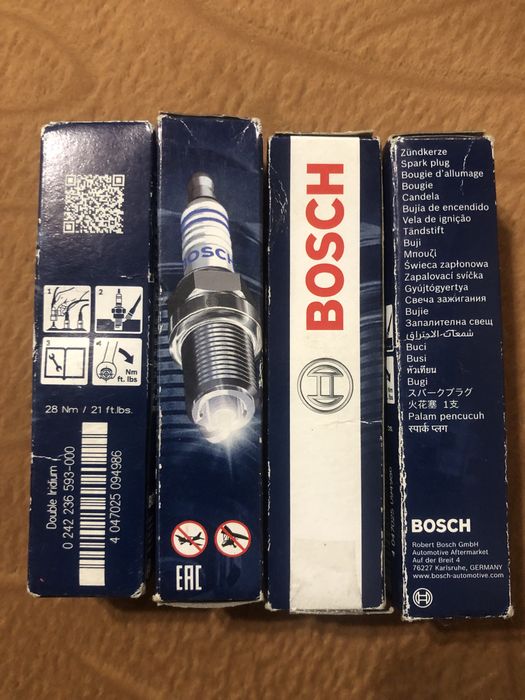 1
2
3
4
Nm
ft. lbs
28 Nm / 21 ft.lbs.
Double Iridium
0 242 236 593-000
4 047025 094986
BOSCH
EAC
BOSCH
Zündkerze
Spark plug
Bougie d'allumage
Bougie
Candela
Bujía de encendido
Vela de ignição
Tändstift
Buji
Μπουζί
Świeca zapłonowa
Zapalovací svíčka
Gyújtógyertya
Свеча зажигания
Bujie
Запалителна свещ
شمعات-الاحتراق
Buci
Busi
หัวเทียน
Bugi
スパークプラグ
火花塞 1支
Palam pencucuh
स्पार्क प्लग
BOSCH
Robert Bosch GmbH
Automotive Aftermarket
Auf der Breit 4
76227 Karlsruhe, GERMANY
www.bosch-automotive.com